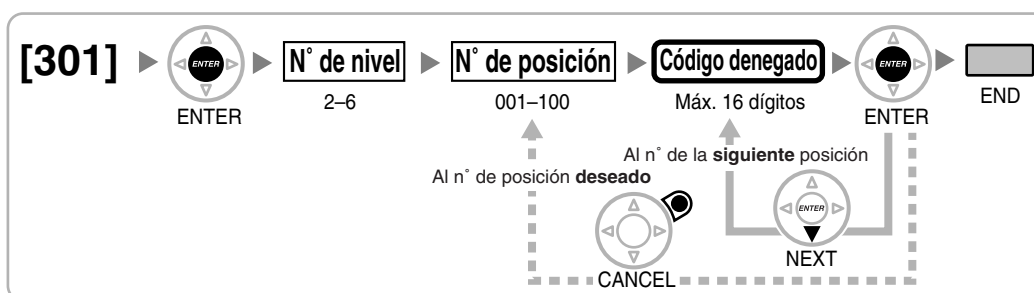 [301] ENTER N° de nivel N° de posición Código denegado ENTER
ENTER 2–6 001–100 Máx. 16 dígitos ENTER END
Al n° de la siguiente posición
Al n° de posición deseado
ENTER
NEXT
CANCEL